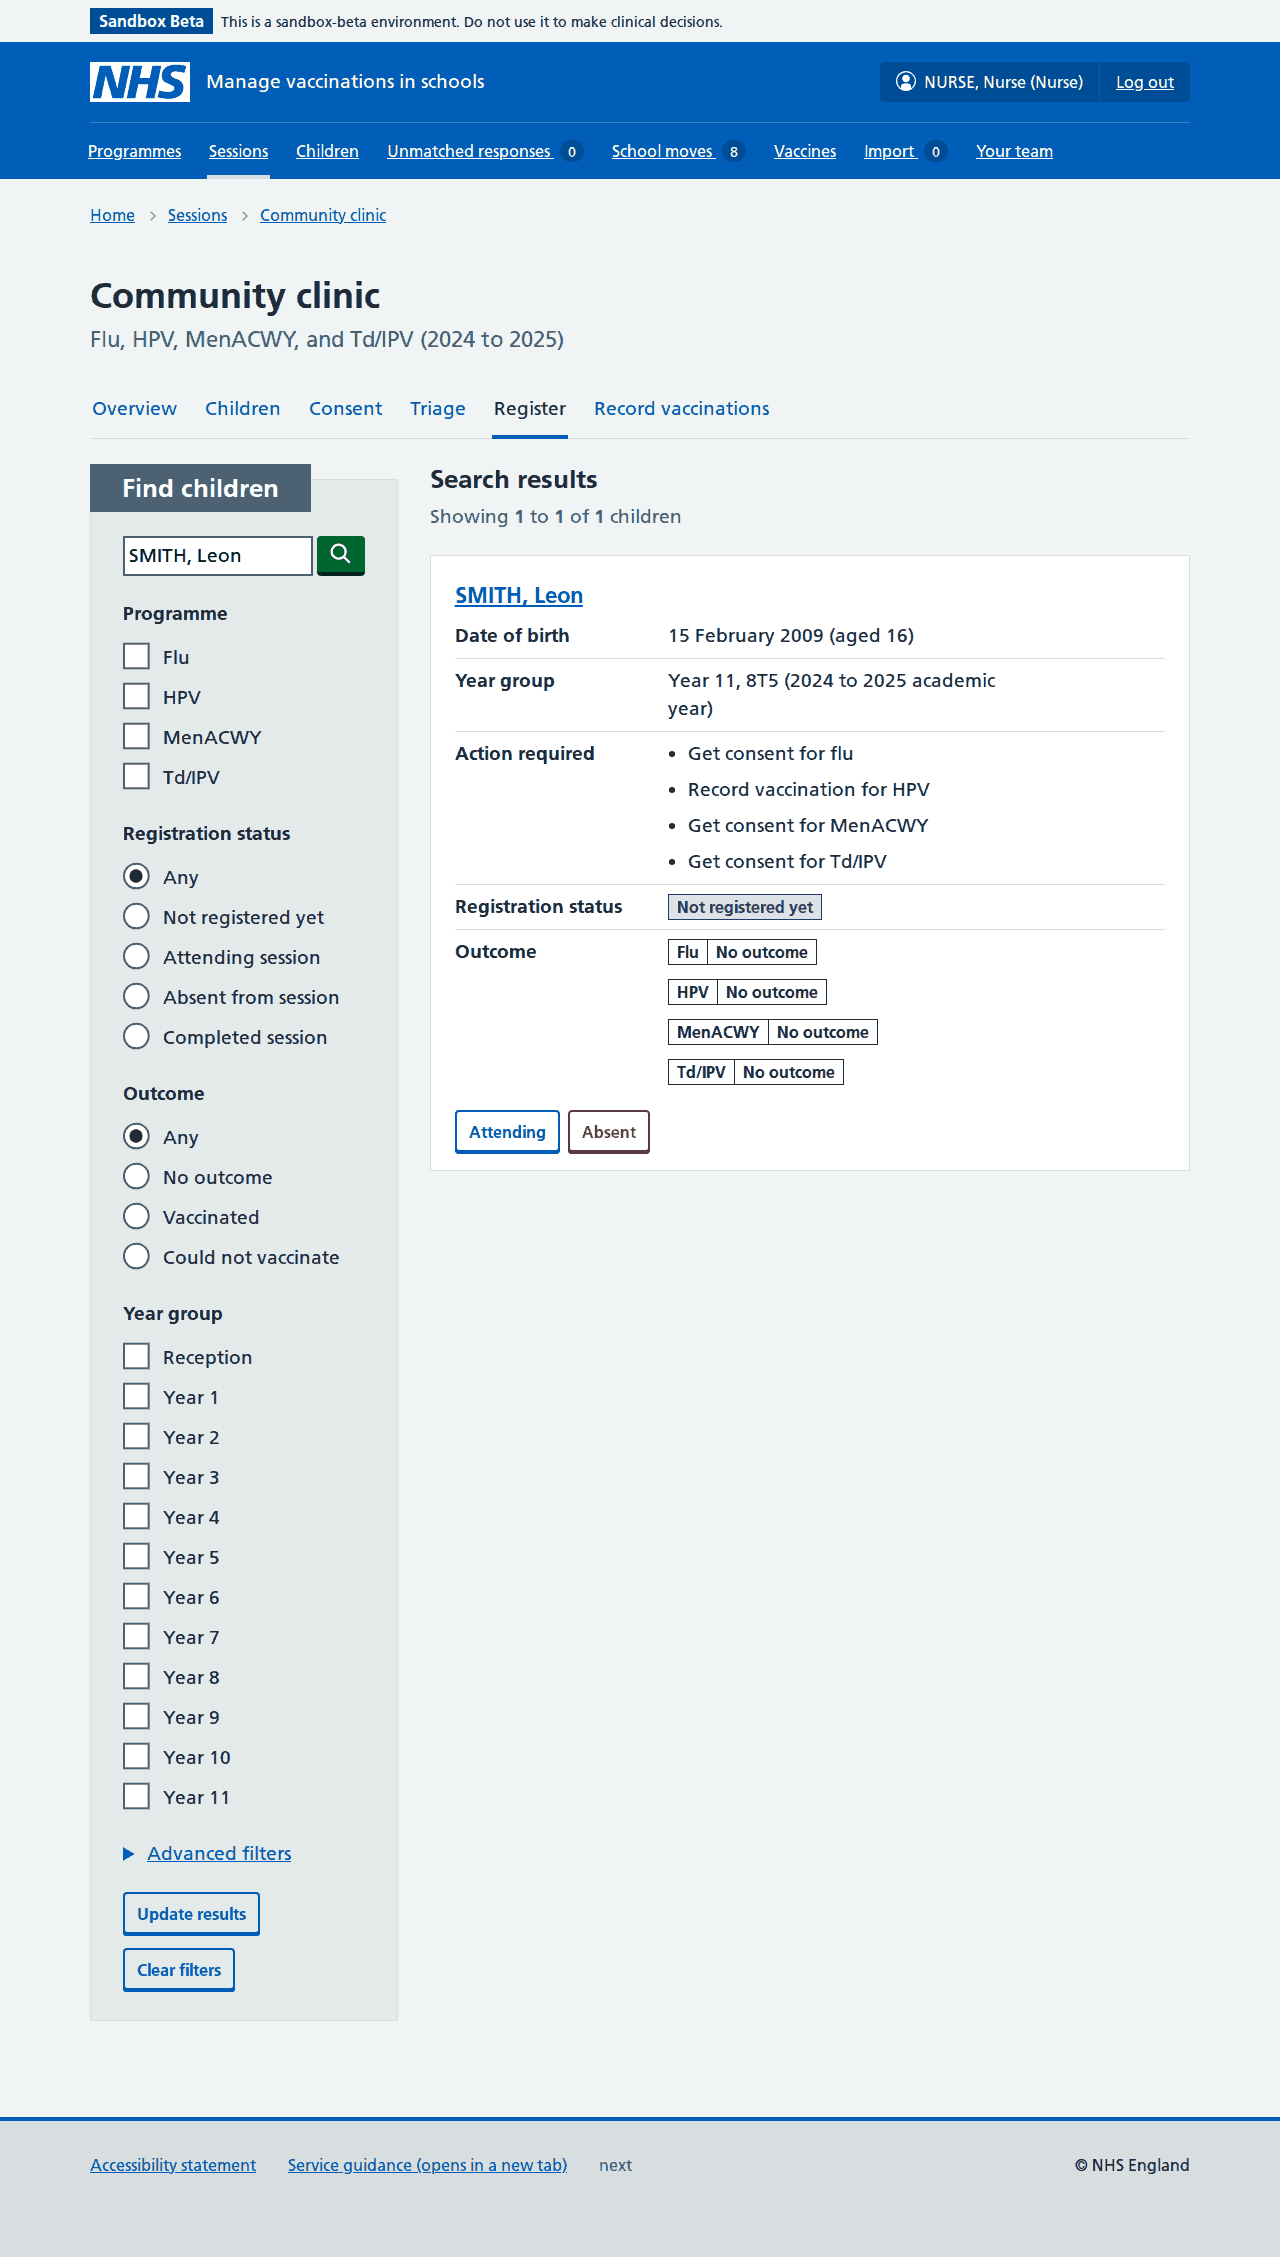 Sandbox Beta This is a sandbox-beta environment. Do not use it to make clinical decisions.
NHS Manage vaccinations in schools NURSE, Nurse (Nurse) Log out
Programmes Sessions Children Unmatched responses 0 School moves 8 Vaccines Import 0 Your team
Home Sessions Community clinic
Community clinic
Flu, HPV, MenACWY, and Td/IPV (2024 to 2025)
Overview Children Consent Triage Register Record vaccinations
Find children
SMITH, Leon
Programme
Flu
HPV
MenACWY
Td/IPV
Registration status
Any
Not registered yet
Attending session
Absent from session
Completed session
Outcome
Any
No outcome
Vaccinated
Could not vaccinate
Year group
Reception
Year 1
Year 2
Year 3
Year 4
Year 5
Year 6
Year 7
Year 8
Year 9
Year 10
Year 11
Advanced filters
Update results
Clear filters
Search results
Showing 1 to 1 of 1 children
SMITH, Leon
Date of birth 15 February 2009 (aged 16)
Year group Year 11, 8T5 (2024 to 2025 academic
year)
Action required • Get consent for flu
• Record vaccination for HPV
• Get consent for MenACWY
• Get consent for Td/IPV
Registration status Not registered yet
Outcome Flu No outcome
HPV No outcome
MenACWY No outcome
Td/IPV No outcome
Attending Absent
Accessibility statement Service guidance (opens in a new tab) next © NHS England